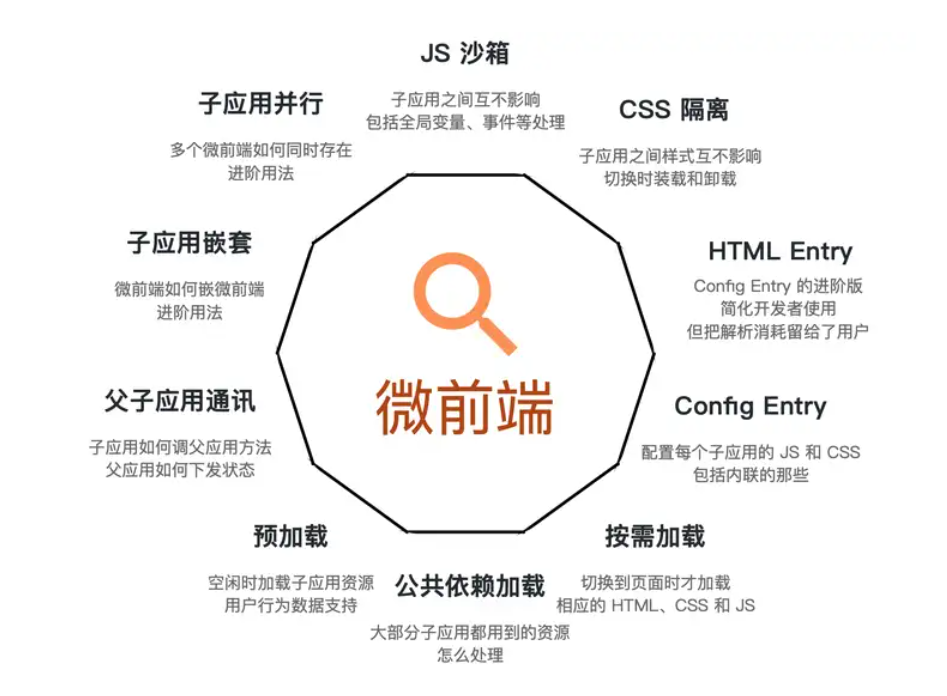 JS 沙箱
子应用之间互不影响
包括全局变量、事件等处理
CSS 隔离
子应用之间样式互不影响
切换时装载和卸载
HTML Entry
Config Entry 的进阶版
简化开发者使用
但把解析消耗留给了用户
Config Entry
配置每个子应用的 JS 和 CSS
包括内联的那些
按需加载
切换到页面时才加载
相应的 HTML、CSS 和 JS
公共依赖加载
大部分子应用都用到的资源
怎么处理
预加载
空闲时加载子应用资源
用户行为数据支持
父子应用通讯
子应用如何调父应用方法
父应用如何下发状态
子应用嵌套
微前端如何嵌微前端
进阶用法
子应用并行
多个微前端如何同时存在
进阶用法
微前端